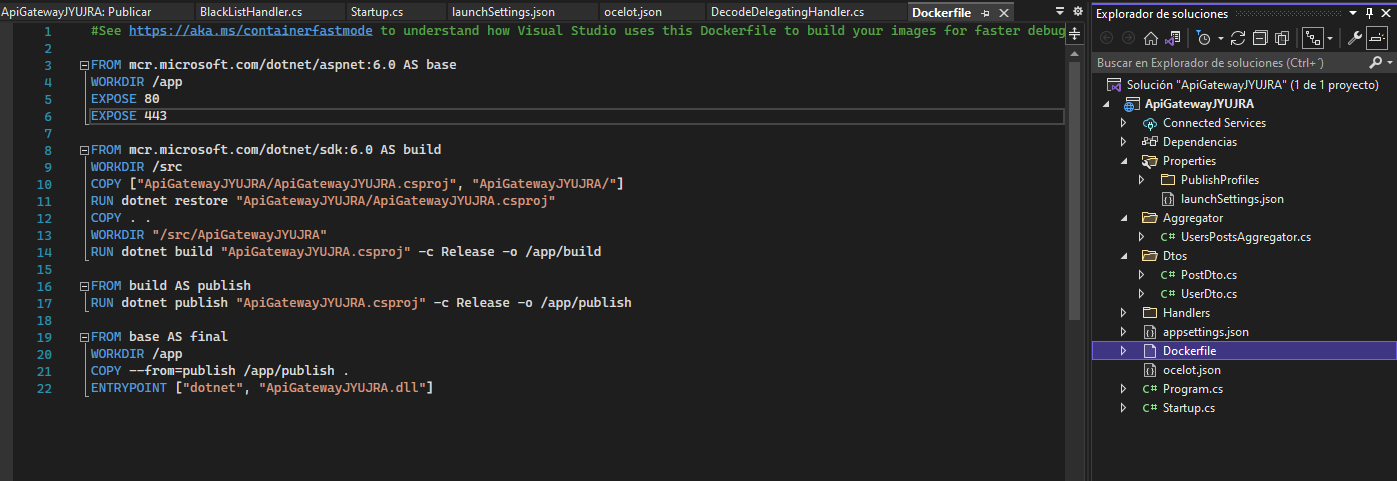 ApiGatewayJYUJRA: Publicar
BlackListHandler.cs
Startup.cs
launchSettings.json
ocelot.json
DecodeDelegatingHandler.cs
Dockerfile
1 #See https://aka.ms/containerfastmode to understand how Visual Studio uses this Dockerfile to build your images for faster debug
2
3 FROM mcr.microsoft.com/dotnet/aspnet:6.0 AS base
4 WORKDIR /app
5 EXPOSE 80
6 EXPOSE 443
7
8 FROM mcr.microsoft.com/dotnet/sdk:6.0 AS build
9 WORKDIR /src
10 COPY ["ApiGatewayJYUJRA/ApiGatewayJYUJRA.csproj", "ApiGatewayJYUJRA/"]
11 RUN dotnet restore "ApiGatewayJYUJRA/ApiGatewayJYUJRA.csproj"
12 COPY . .
13 WORKDIR "/src/ApiGatewayJYUJRA"
14 RUN dotnet build "ApiGatewayJYUJRA.csproj" -c Release -o /app/build
15
16 FROM build AS publish
17 RUN dotnet publish "ApiGatewayJYUJRA.csproj" -c Release -o /app/publish
18
19 FROM base AS final
20 WORKDIR /app
21 COPY --from=publish /app/publish .
22 ENTRYPOINT ["dotnet", "ApiGatewayJYUJRA.dll"]
Explorador de soluciones
Buscar en Explorador de soluciones (Ctrl+´)
Solución "ApiGatewayJYUJRA" (1 de 1 proyecto)
ApiGatewayJYUJRA
Connected Services
Dependencias
Properties
PublishProfiles
launchSettings.json
Aggregator
C# UsersPostsAggregator.cs
Dtos
C# PostDto.cs
C# UserDto.cs
Handlers
appsettings.json
Dockerfile
ocelot.json
C# Program.cs
C# Startup.cs